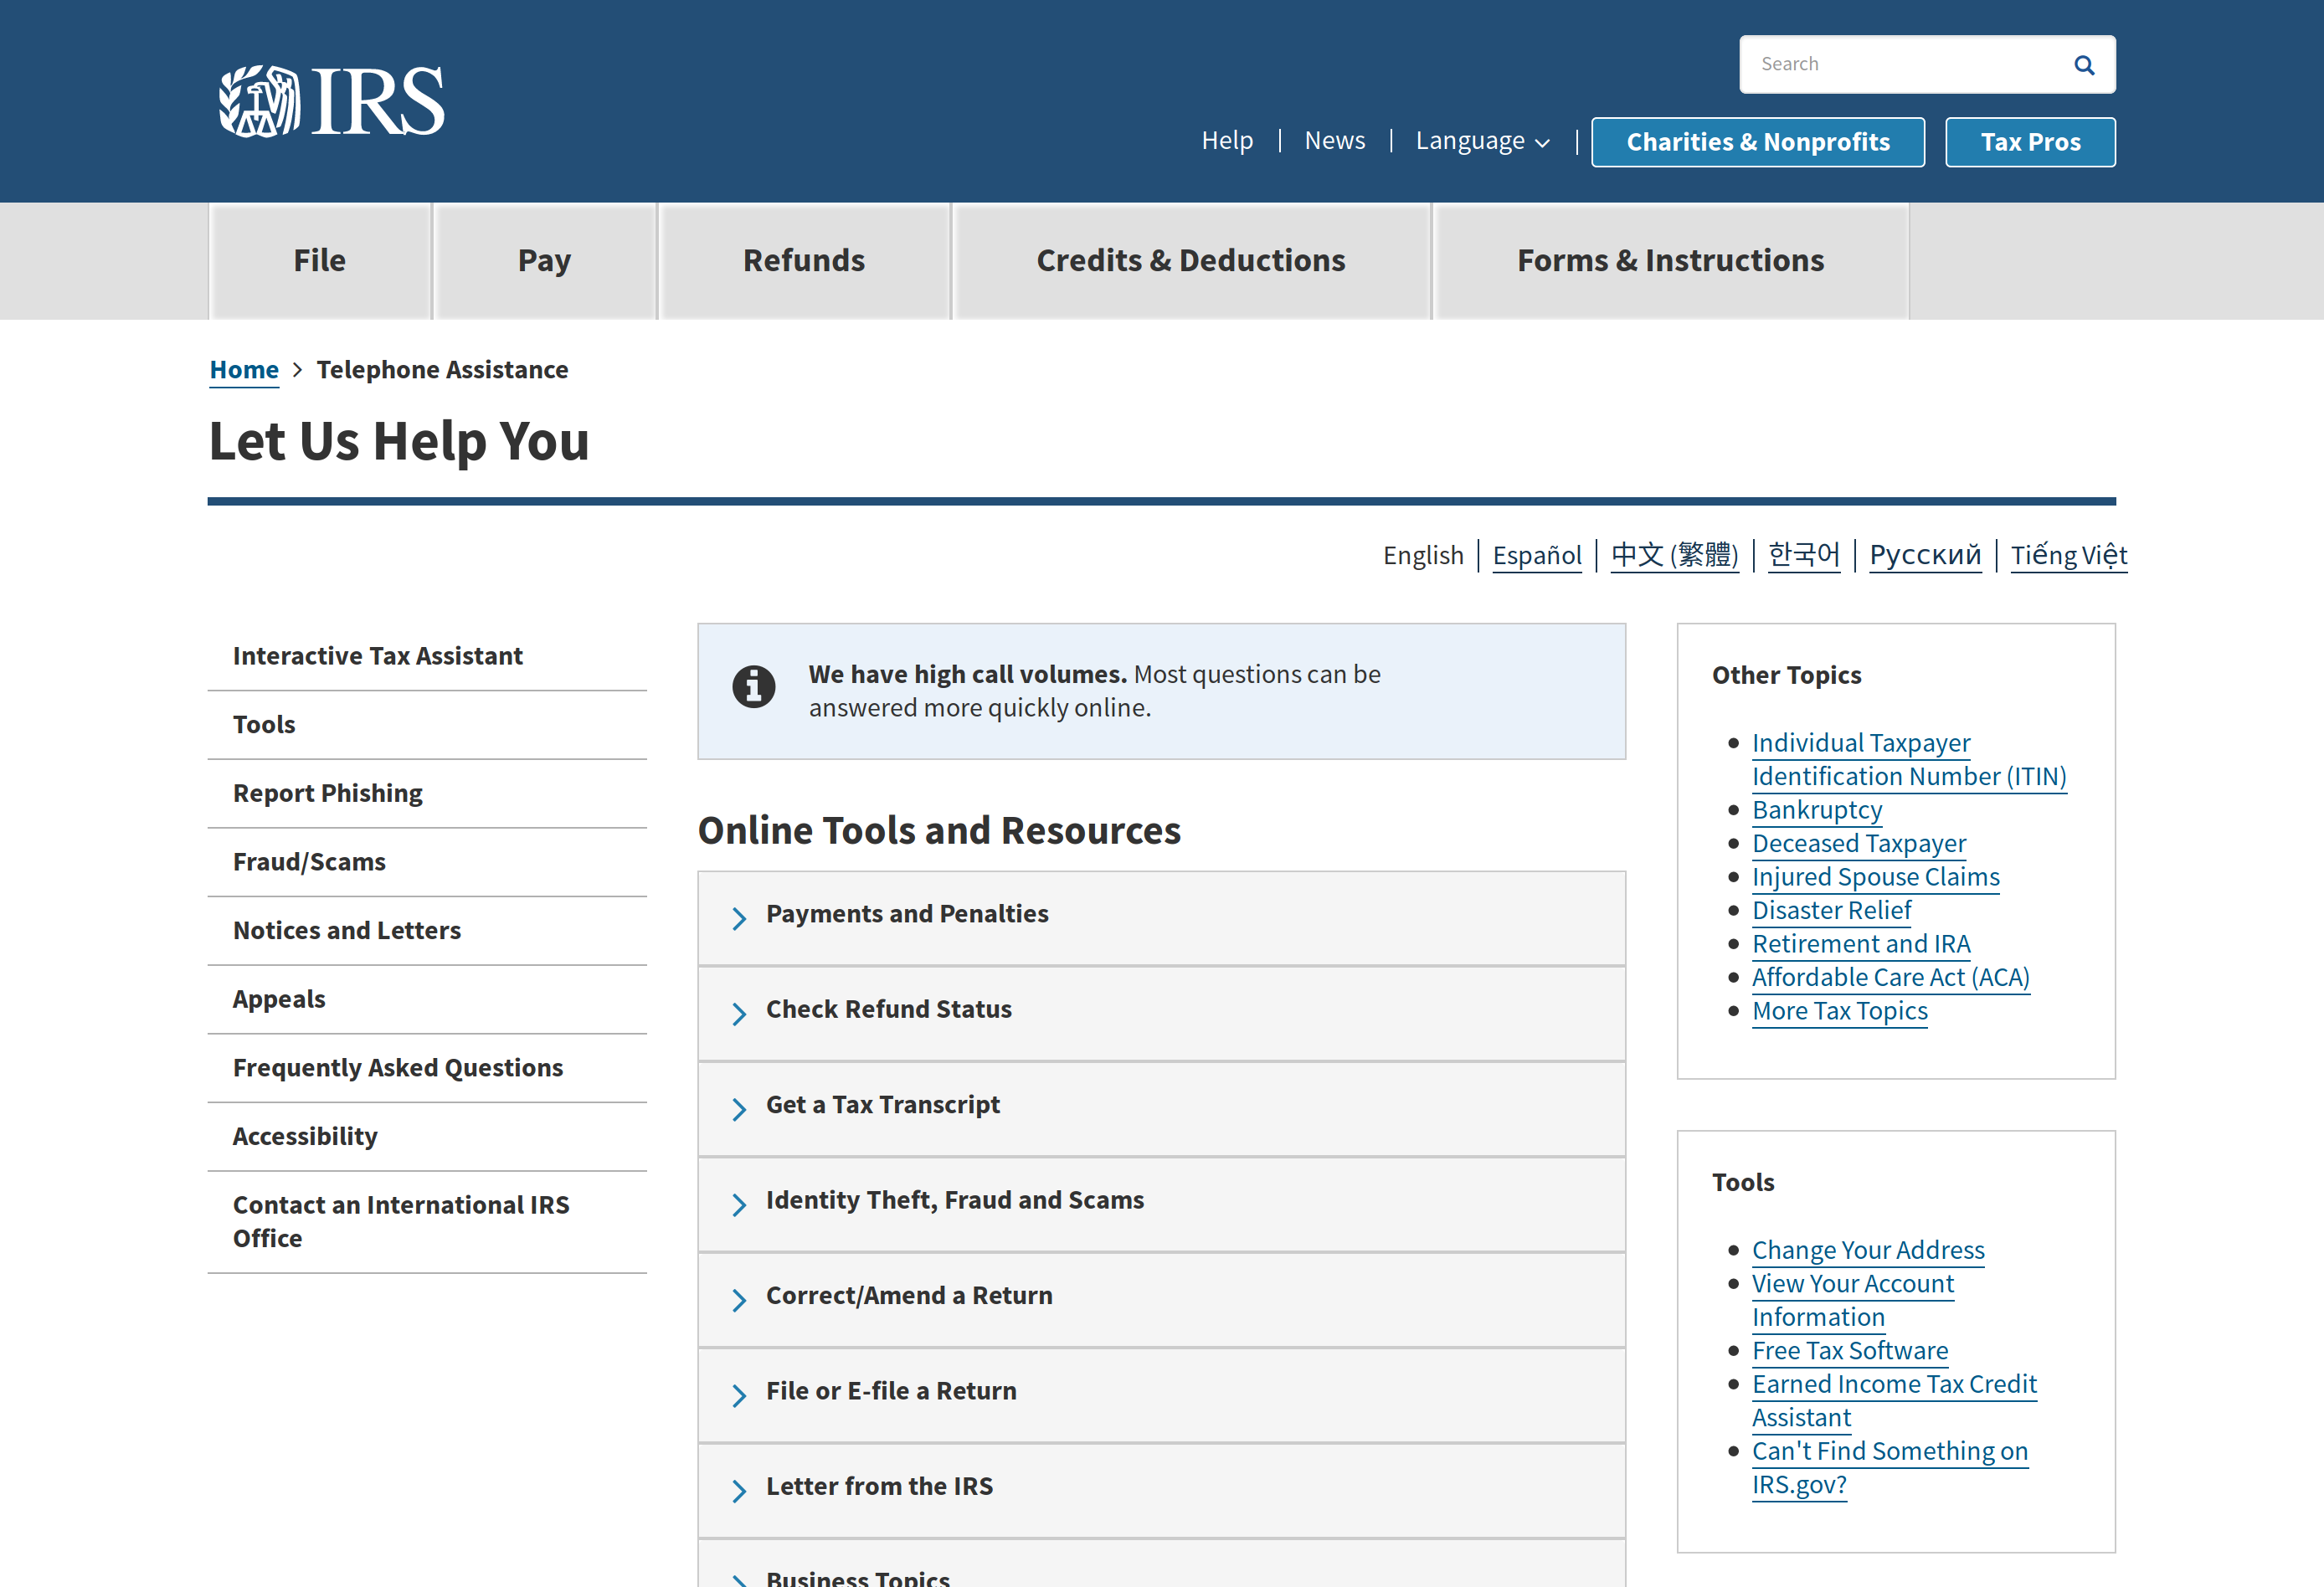 IRS
Search
Help
News
Language
Charities & Nonprofits
Tax Pros
File
Pay
Refunds
Credits & Deductions
Forms & Instructions
Home > Telephone Assistance
Let Us Help You
English | Español | 中文 (繁體) | 한국어 | Русский | Tiếng Việt
Interactive Tax Assistant
Tools
Report Phishing
Fraud/Scams
Notices and Letters
Appeals
Frequently Asked Questions
Accessibility
Contact an International IRS
Office
We have high call volumes. Most questions can be
answered more quickly online.
Online Tools and Resources
Payments and Penalties
Check Refund Status
Get a Tax Transcript
Identity Theft, Fraud and Scams
Correct/Amend a Return
File or E-file a Return
Letter from the IRS
Business Topics
Other Topics
Individual Taxpayer
Identification Number (ITIN)
Bankruptcy
Deceased Taxpayer
Injured Spouse Claims
Disaster Relief
Retirement and IRA
Affordable Care Act (ACA)
More Tax Topics
Tools
Change Your Address
View Your Account
Information
Free Tax Software
Earned Income Tax Credit
Assistant
Can't Find Something on
IRS.gov?